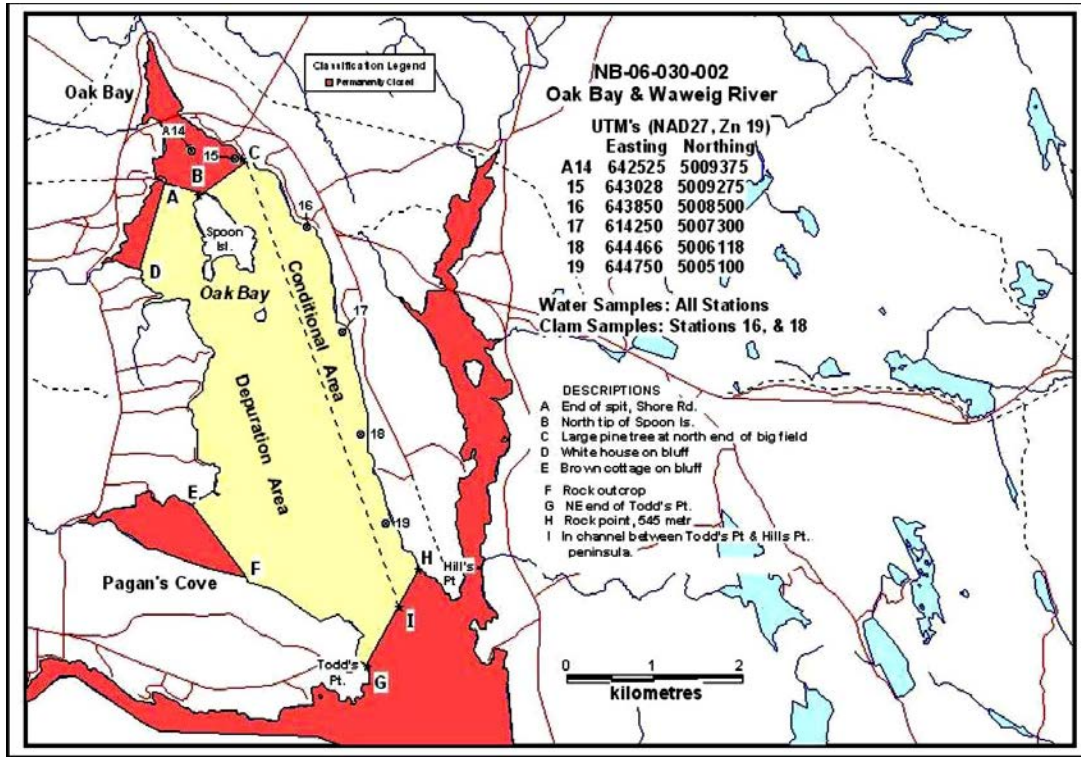 Classification Legend
Permanently Closed
NB-06-030-002
Oak Bay & Waweig River
UTM's (NAD27, Zn 19)
Easting Northing
A14 642525 5009375
15 643028 5009275
16 643850 5008500
17 614250 5007300
18 644466 5006118
19 644750 5005100
Water Samples: All Stations
Clam Samples: Stations 16, & 18
DESCRIPTIONS
A End of spit, Shore Rd.
B North tip of Spoon Is.
C Large pine tree at north end of big field
D White house on bluff
E Brown cottage on bluff
F Rock outcrop
G NE end of Todd's Pt.
H Rock point, 545 metr
I In channel between Todd's Pt & Hills Pt.
peninsula.
Oak Bay
A14
15
C
B
A
16
Spoon
Isl.
D
Oak Bay
Conditional Area
17
Depuration Area
18
E
19
H
Hill's
Pt
F
Pagan's Cove
I
Todd's
Pt.
G
0 1 2
kilometres